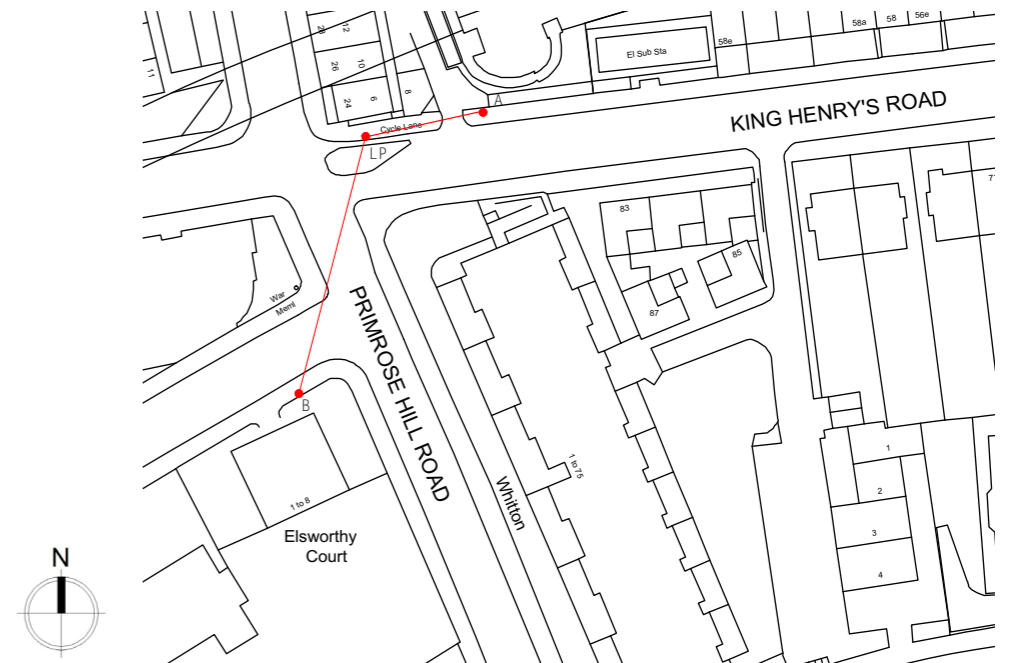 12
28
58a
58
56e
58e
El Sub Sta
11
26
10
24
6
8
A
Cycle Lane
LP
KING HENRY'S ROAD
83
85
87
War
Meml
B
PRIMROSE HILL ROAD
1 to 75
Whitton
1 to 8
Elsworthy
Court
1
2
3
4
N